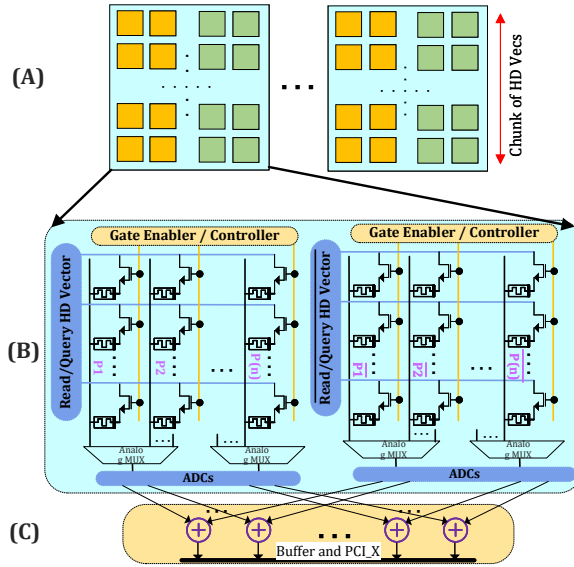 (A)
Chunk of HD Vecs
(B)
Gate Enabler / Controller
Gate Enabler / Controller
Read/Query HD Vector
Read/Query HD Vector
P1
P2
P(n)
P1
P2
P(n)
Analo
g MUX
Analo
g MUX
Analo
g MUX
Analo
g MUX
ADCs
ADCs
(C)
Buffer and PCI_X